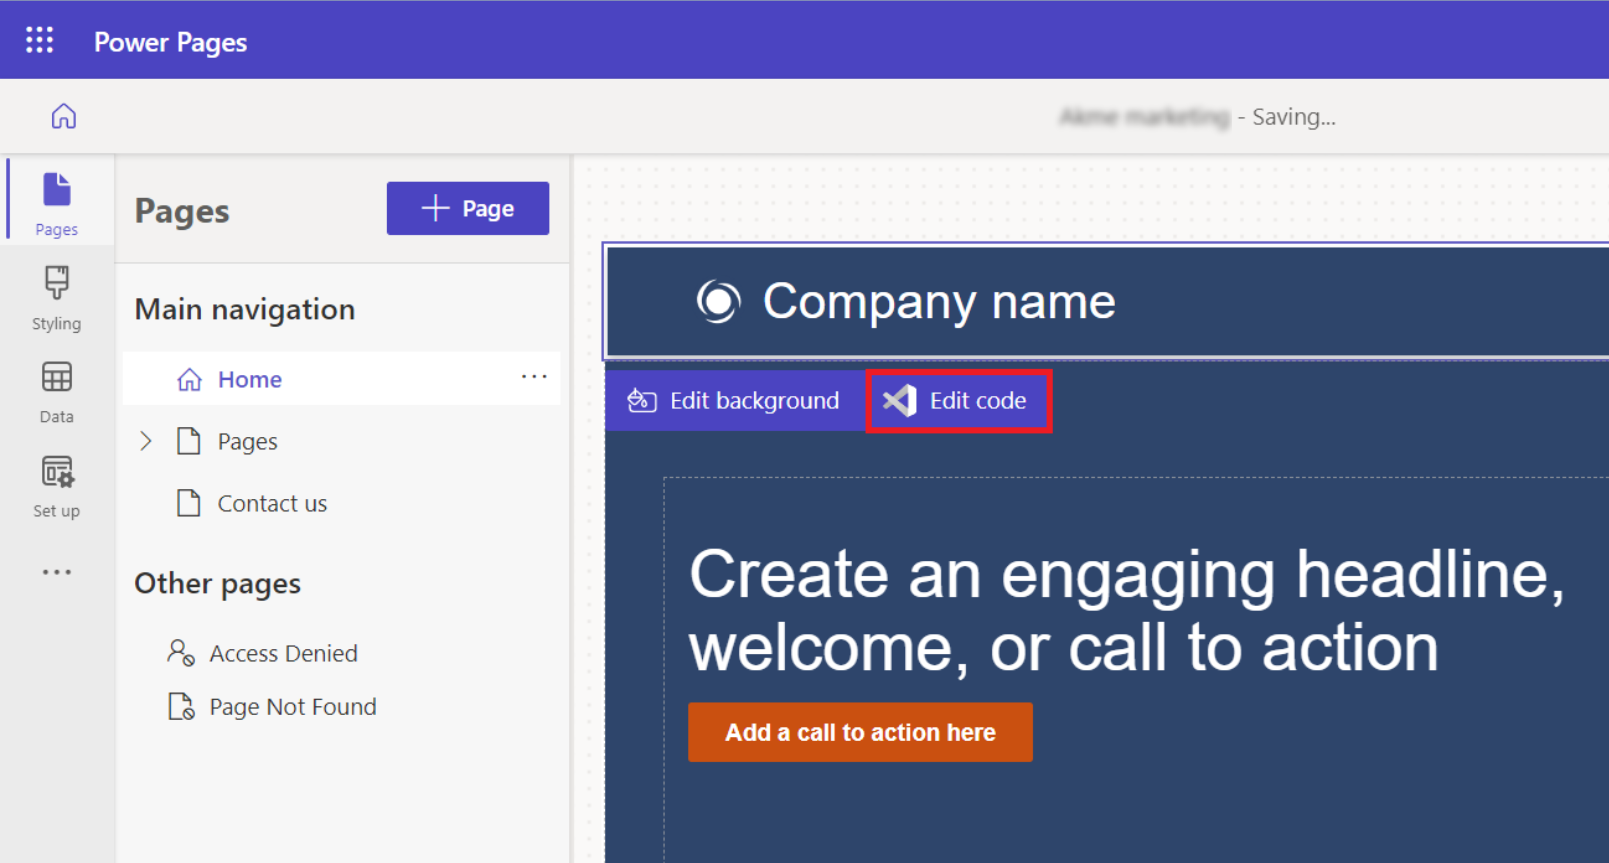 Power Pages
- Saving...
Pages
Styling
Data
Set up
Pages
Page
Main navigation
Home
Pages
Contact us
Other pages
Access Denied
Page Not Found
Company name
Edit background
Edit code
Create an engaging headline,
welcome, or call to action
Add a call to action here